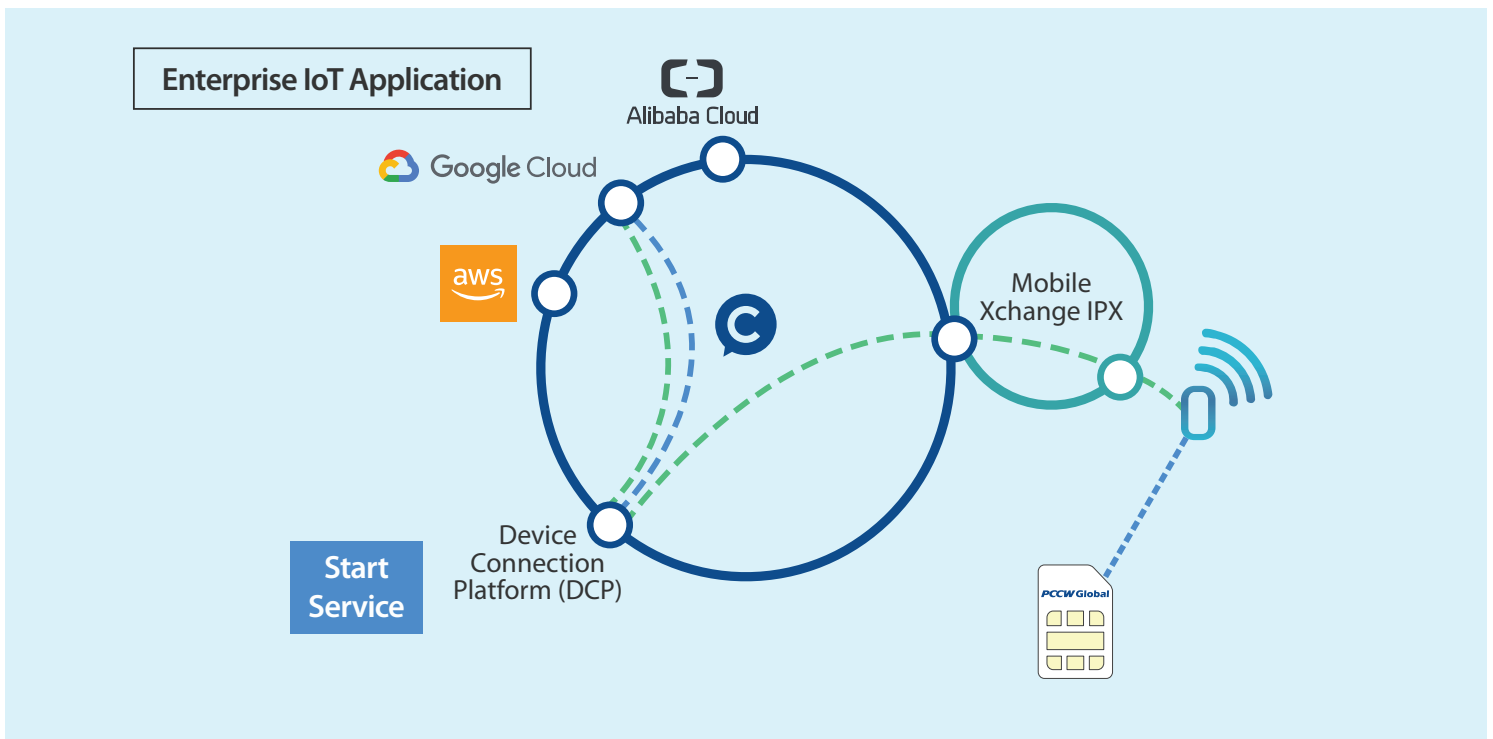 Enterprise IoT Application
Alibaba Cloud
Google Cloud
aws
C
Mobile
Xchange IPX
Device
Connection
Platform (DCP)
Start
Service
PCCW Global